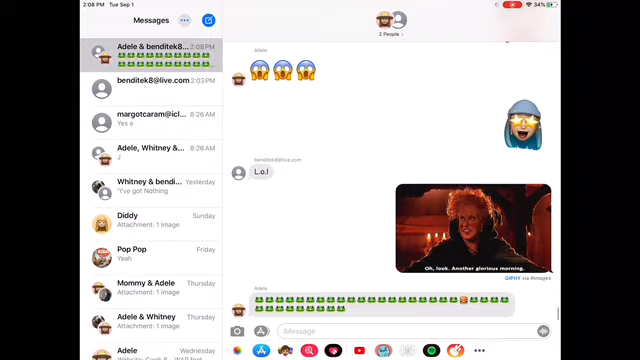 2:08 PM Tue Sep 1
34%
Messages
2 People
Adele & benditek8... 2:08 PM
benditek8@live.com 2:03 PM
margotcaram@icl... 8:26 AM
Yes e
Adele, Whitney &... 8:26 AM
J
Whitney & bendi... Yesterday
"I've got Nothing
Diddy Sunday
Attachment: 1 Image
Pop Pop Friday
Yeah
Mommy & Adele Thursday
Attachment: 1 Image
Adele & Whitney Thursday
Attachment: 1 Image
Adele Wednesday
Adele
benditek8@live.com
L.o.l
Oh, look. Another glorious morning.
GIPHY via #images
Adele
Message